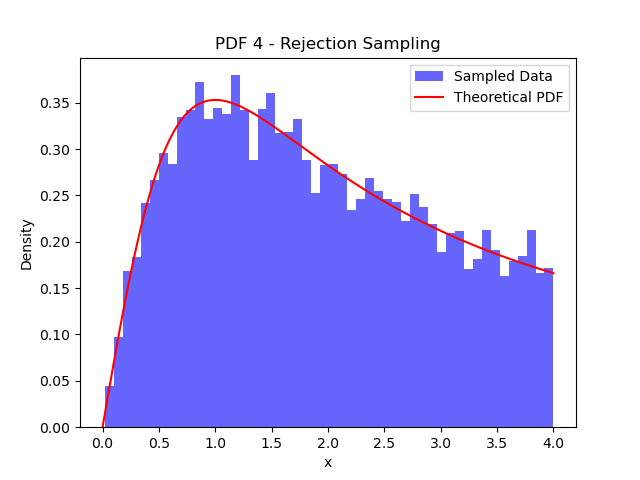 PDF 4 - Rejection Sampling
Sampled Data
Theoretical PDF
Density
0.35
0.30
0.25
0.20
0.15
0.10
0.05
0.00
0.0 0.5 1.0 1.5 2.0 2.5 3.0 3.5 4.0
x